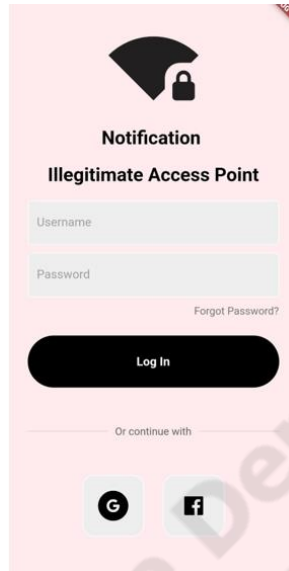 Notification
Illegitimate Access Point
Username
Password
Forgot Password?
Log In
Or continue with
G